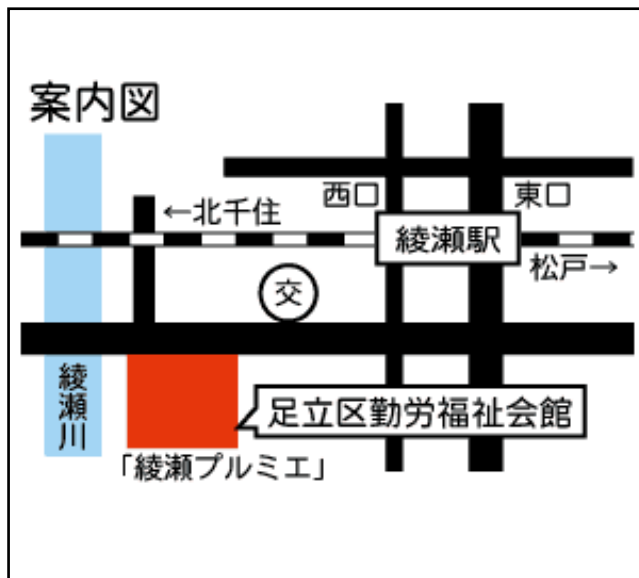 案内図
西口
東口
←北千住
綾瀬駅
松戸→
交
綾瀬川
足立区勤労福祉会館
「綾瀬プルミエ」